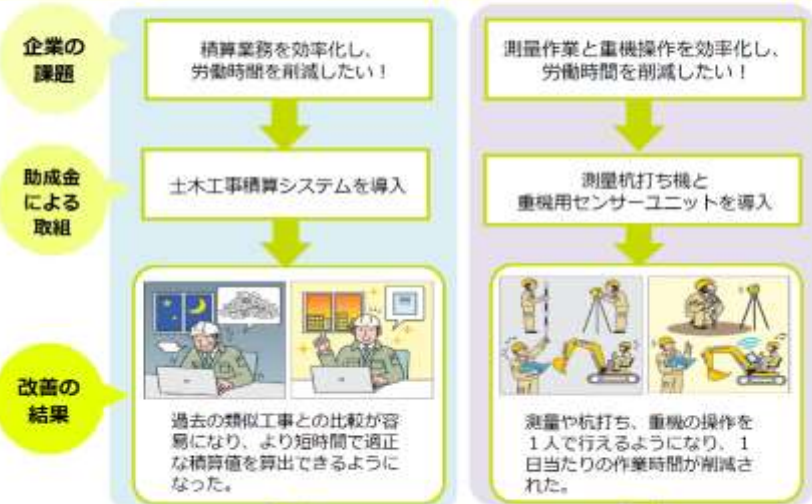 企業の
課題
積算業務を効率化し、
労働時間を削減したい！
測量作業と重機操作を効率化し、
労働時間を削減したい！
助成金
による
取組
土木工事積算システムを導入
測量杭打ち機と
重機用センサーユニットを導入
改善の
結果
過去の類似工事との比較が容
易になり、より短時間で適正
な積算値を算出できるように
なった。
測量や杭打ち、重機の操作を
１人で行えるようになり、１
日当たりの作業時間が削減さ
れた。